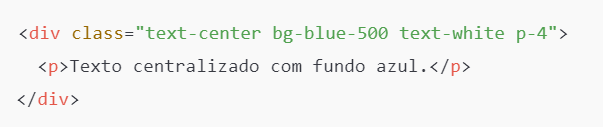 <div class="text-center bg-blue-500 text-white p-4">
  <p>Texto centralizado com fundo azul.</p>
</div>